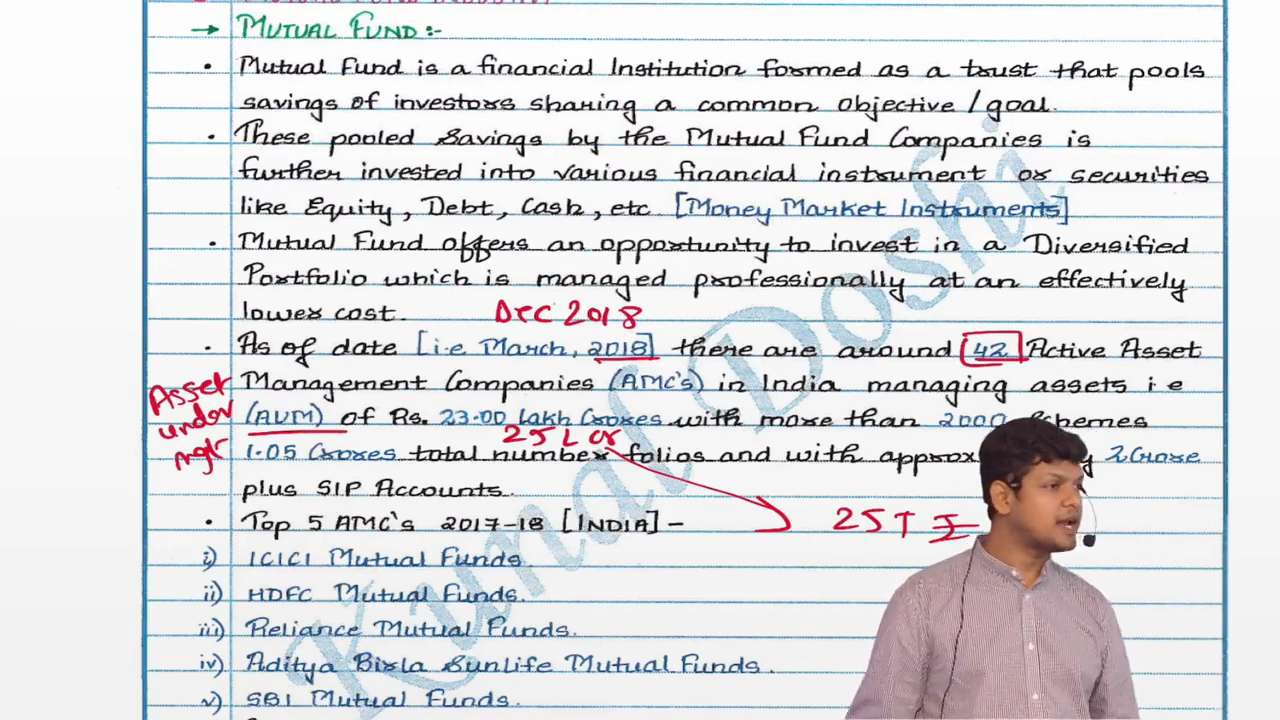 → MUTUAL FUND :-
• Mutual Fund is a financial Institution formed as a trust that pools
savings of investors sharing a common objective / goal.
• These pooled savings by the Mutual Fund Companies is
further invested into various financial instrument or securities
like Equity, Debt, Cash, etc. [Money Market Instruments]
• Mutual Fund offers an opportunity to invest in a Diversified
Portfolio which is managed professionally at an effectively
lower cost. Dec 2018
• As of date [i.e March, 2018] there are around 42 Active Asset
Asset Management Companies (AMC's) in India managing assets i e
under (AUM) of Rs. 23.00 Lakh Crores with more than 2000 Schemes
25 L cr
mgt 1.05 Crores total number folios and with 2 Crore
plus SIP Accounts.
• Top 5 AMC's 2017-18 [INDIA] - 25 T
i) ICICI Mutual Funds.
ii) HDFC Mutual Funds.
iii) Reliance Mutual Funds.
iv) Aditya Birla Sunlife Mutual Funds.
v) SBI Mutual Funds.
Kunal Doshi